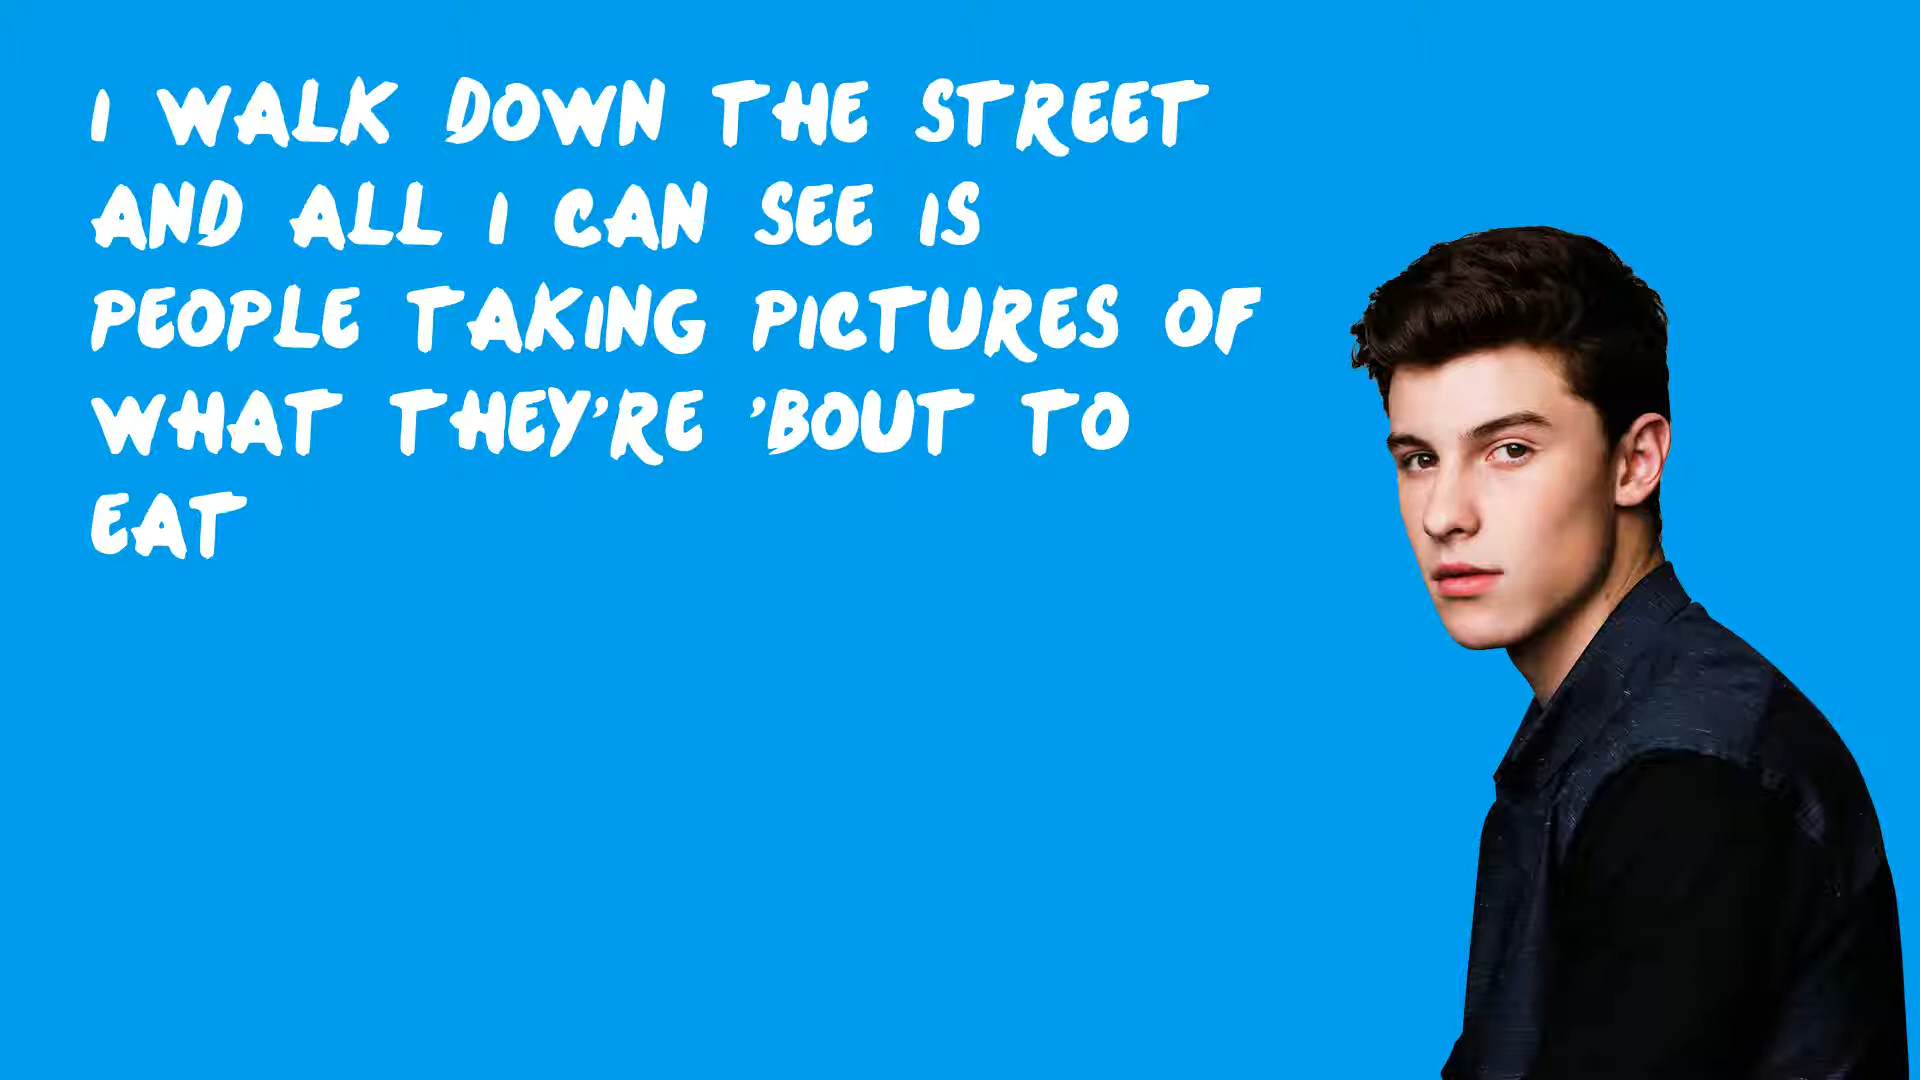 I WALK DOWN THE STREET
AND ALL I CAN SEE IS
PEOPLE TAKING PICTURES OF
WHAT THEY'RE 'BOUT TO
EAT